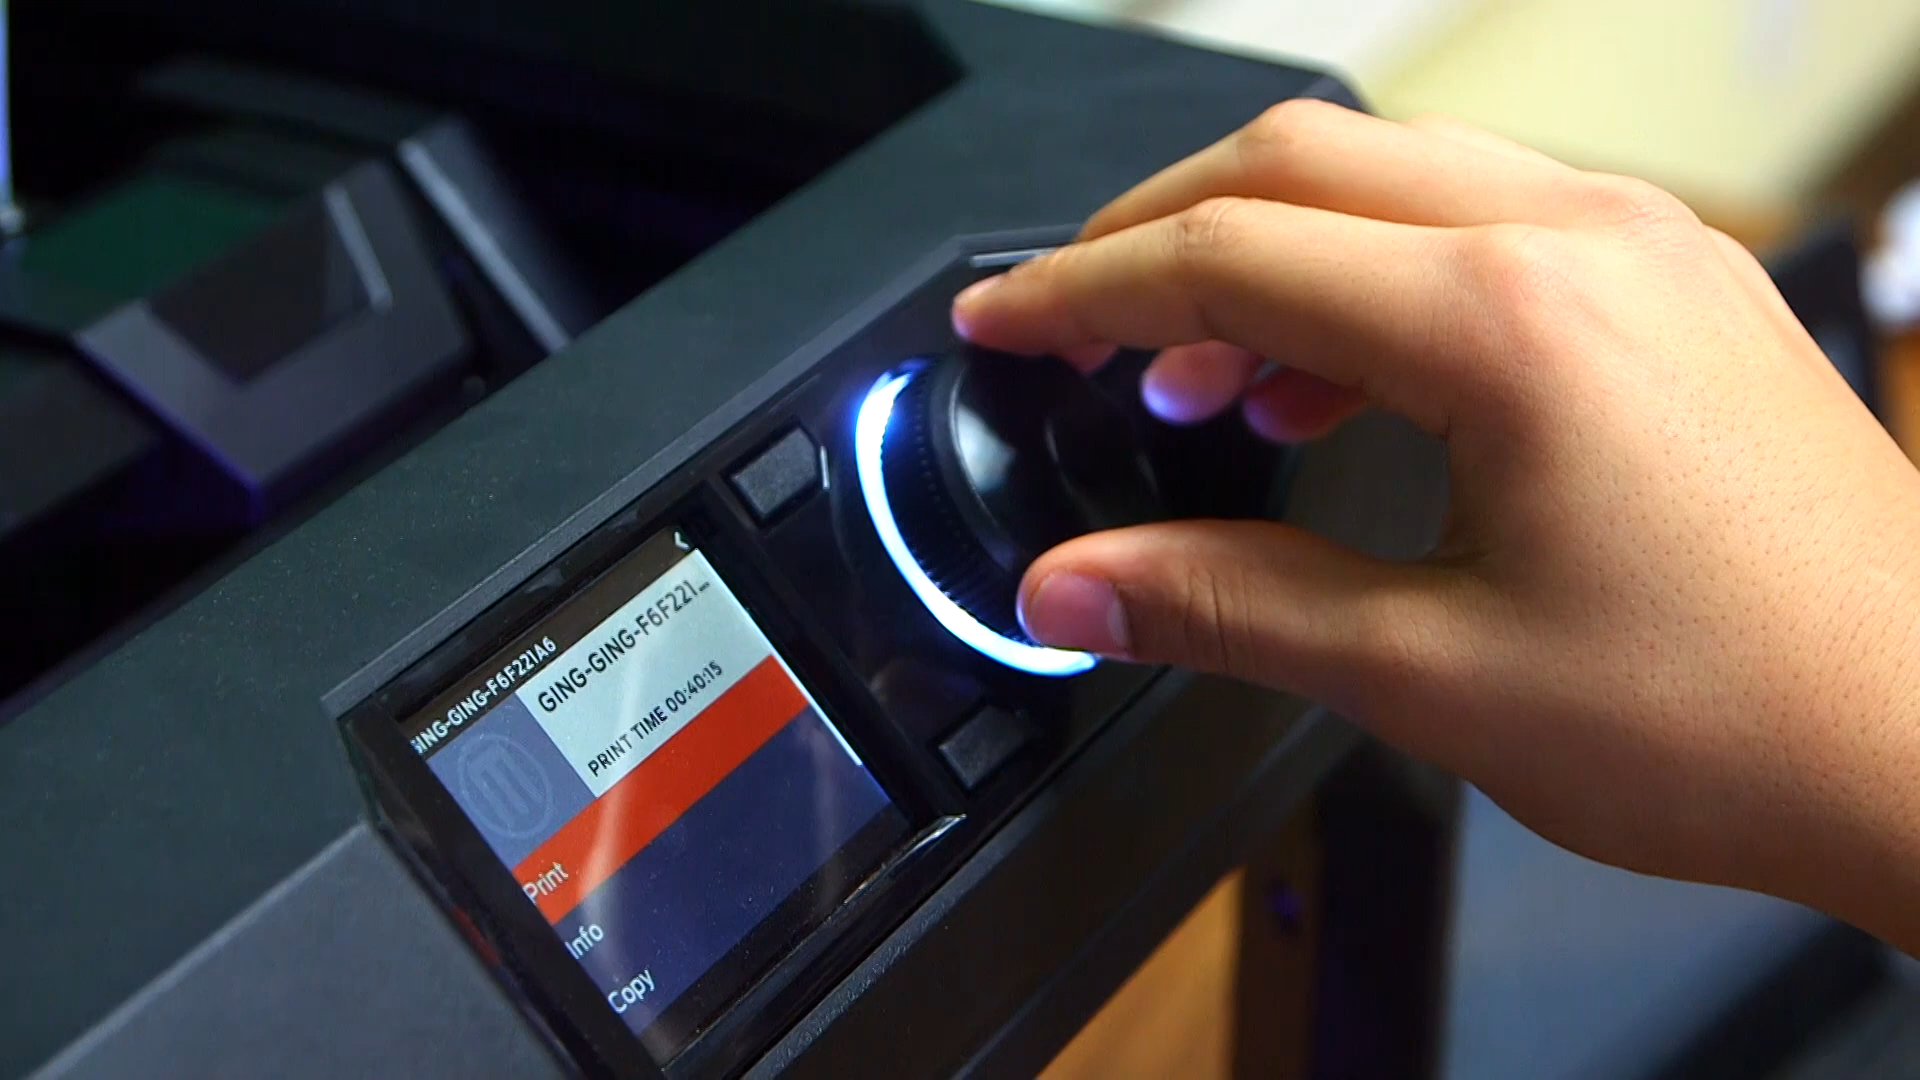 GING-GING-F6F221A6
GING-GING-F6F221...
PRINT TIME 00:40:15
Print
Info
Copy